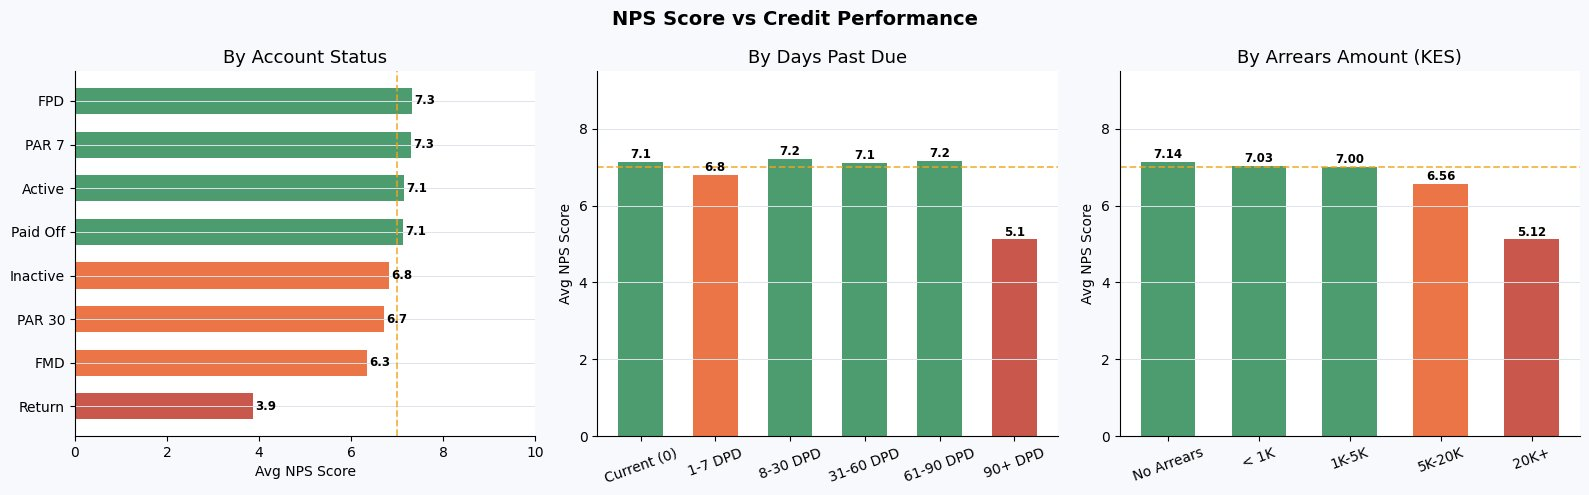 NPS Score vs Credit Performance
By Account Status
FPD
7.3
PAR 7
7.3
Active
7.1
Paid Off
7.1
Inactive
6.8
PAR 30
6.7
FMD
6.3
Return
3.9
0 2 4 6 8 10
Avg NPS Score
By Days Past Due
Avg NPS Score
8
6
4
2
0
7.1
6.8
7.2
7.1
7.2
5.1
Current (0)
1-7 DPD
8-30 DPD
31-60 DPD
61-90 DPD
90+ DPD
By Arrears Amount (KES)
Avg NPS Score
8
6
4
2
0
7.14
7.03
7.00
6.56
5.12
No Arrears
< 1K
1K-5K
5K-20K
20K+